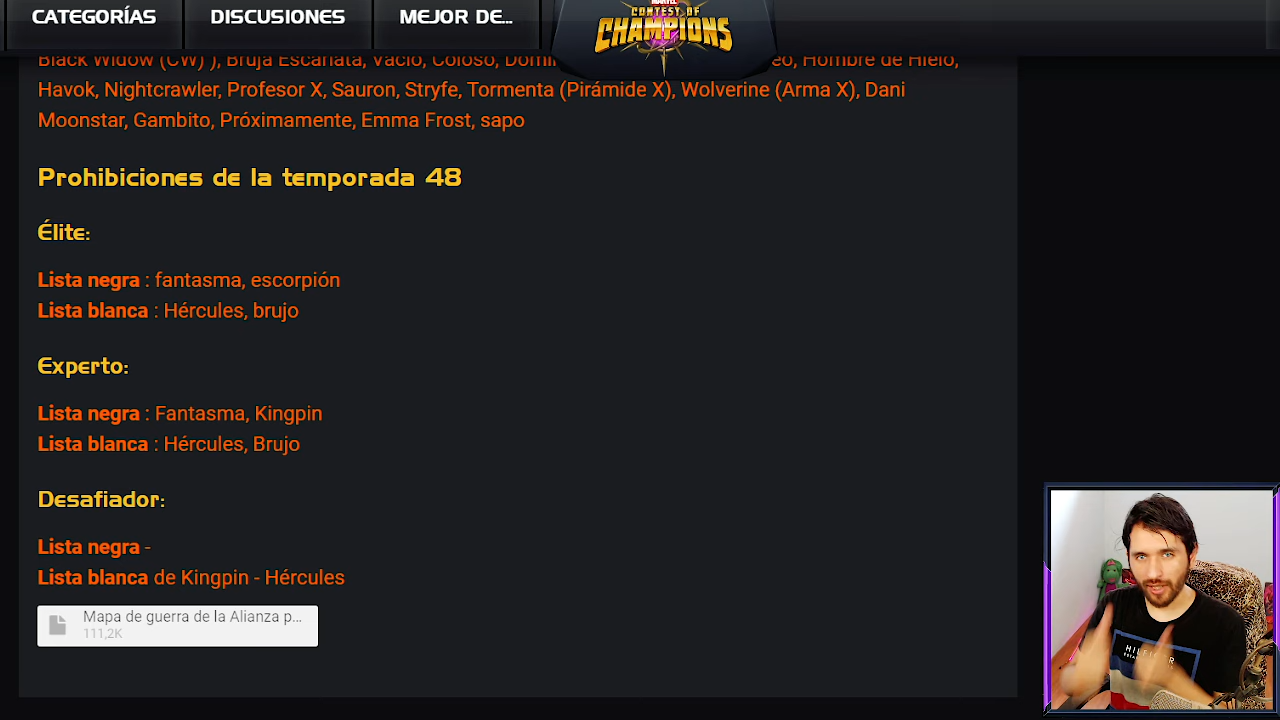 CATEGORÍAS DISCUSIONES MEJOR DE...
MARVEL
CONTEST OF
CHAMPIONS
Black Widow (CW) ), Bruja Escarlata, Vacío, Coloso, Hombre de Hielo,
Havok, Nightcrawler, Profesor X, Sauron, Stryfe, Tormenta (Pirámide X), Wolverine (Arma X), Dani
Moonstar, Gambito, Próximamente, Emma Frost, sapo
Prohibiciones de la temporada 48
Élite:
Lista negra : fantasma, escorpión
Lista blanca : Hércules, brujo
Experto:
Lista negra : Fantasma, Kingpin
Lista blanca : Hércules, Brujo
Desafiador:
Lista negra -
Lista blanca de Kingpin - Hércules
Mapa de guerra de la Alianza p...
111,2K